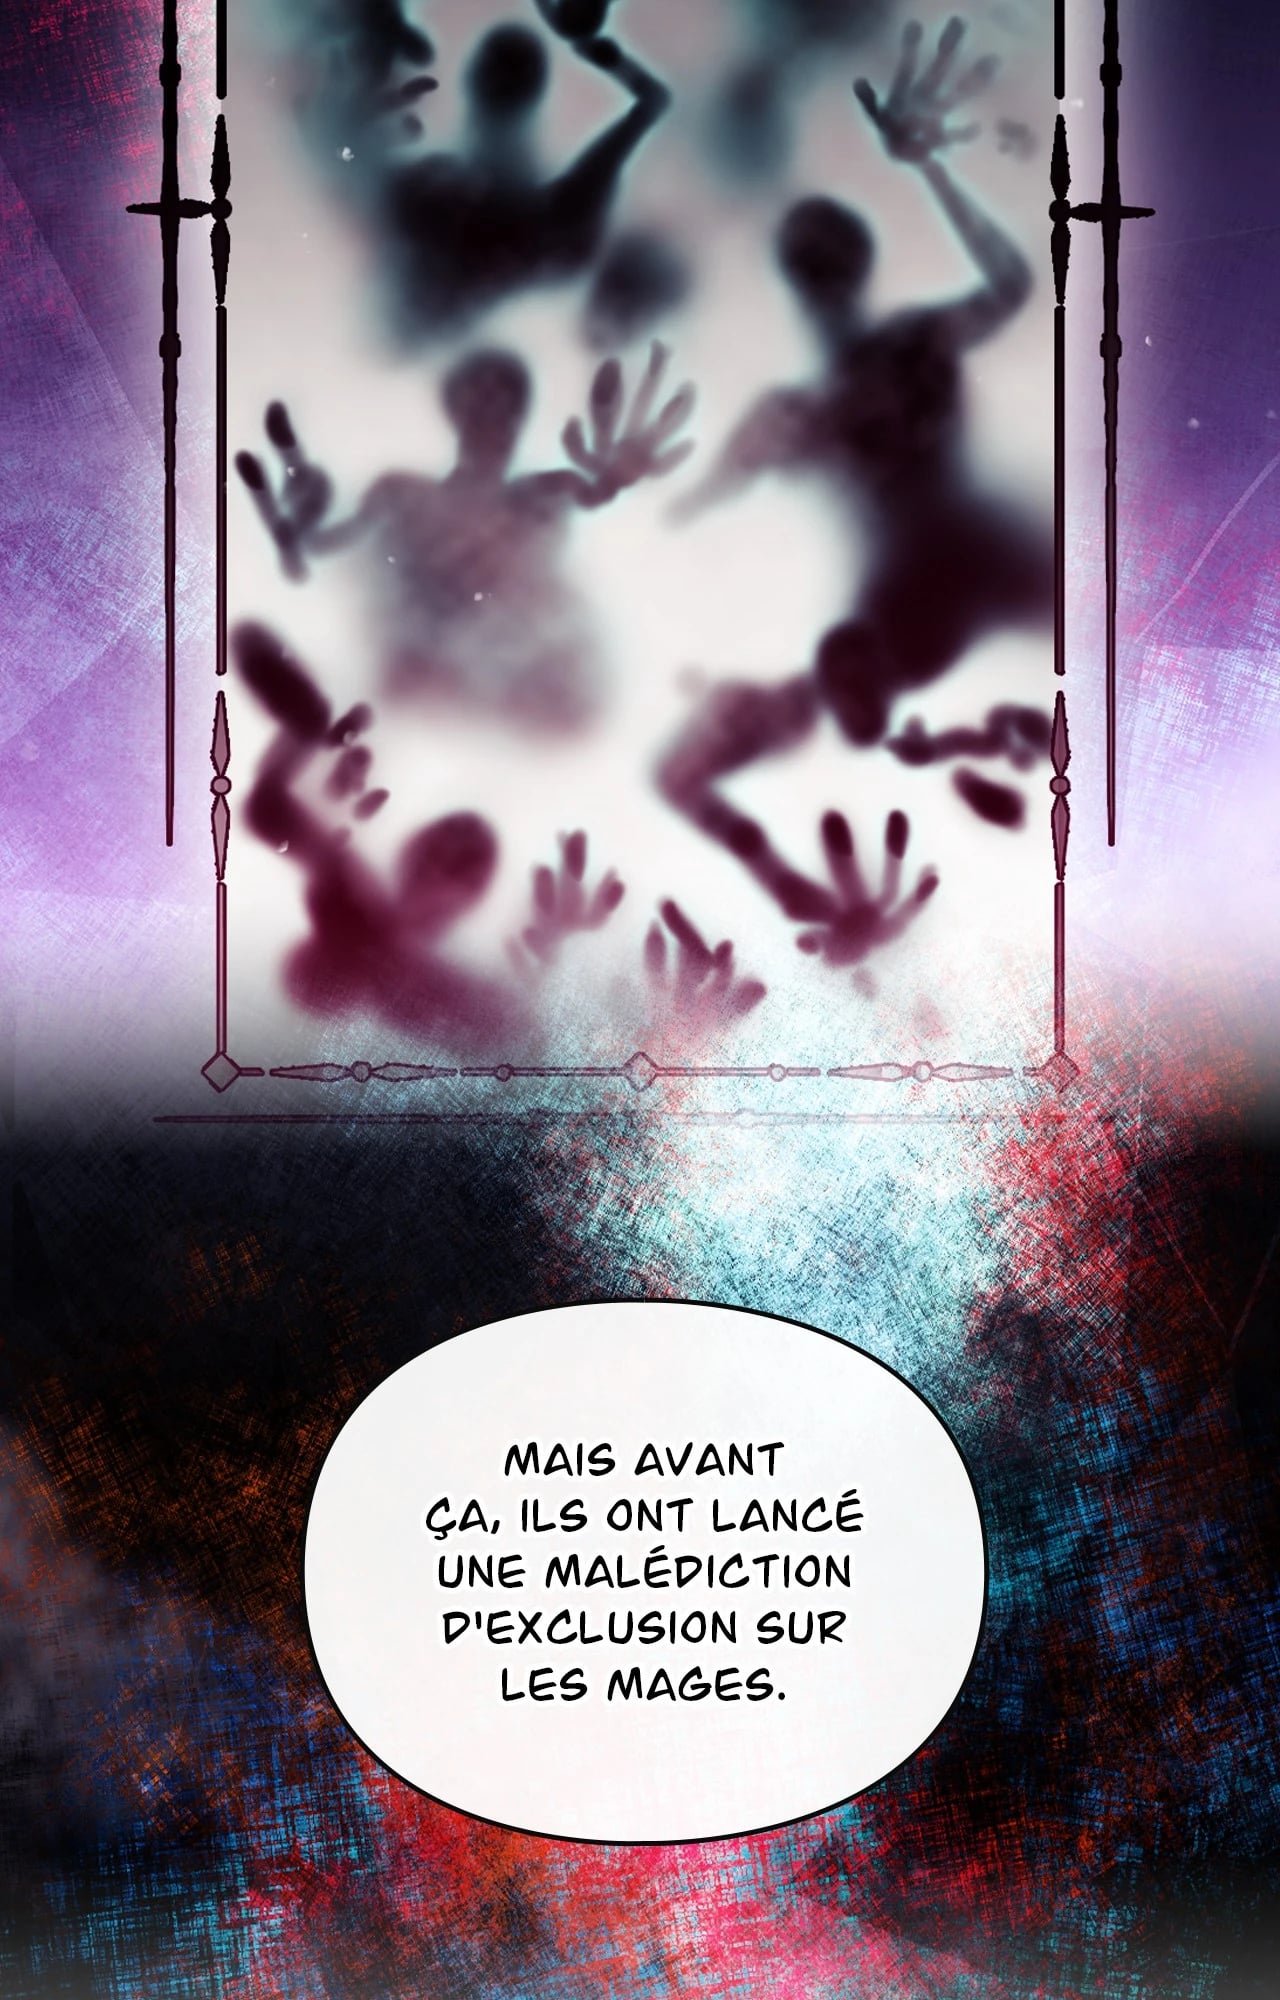 MAIS AVANT
ÇA, ILS ONT LANCÉ
UNE MALÉDICTION
D'EXCLUSION SUR
LES MAGES.